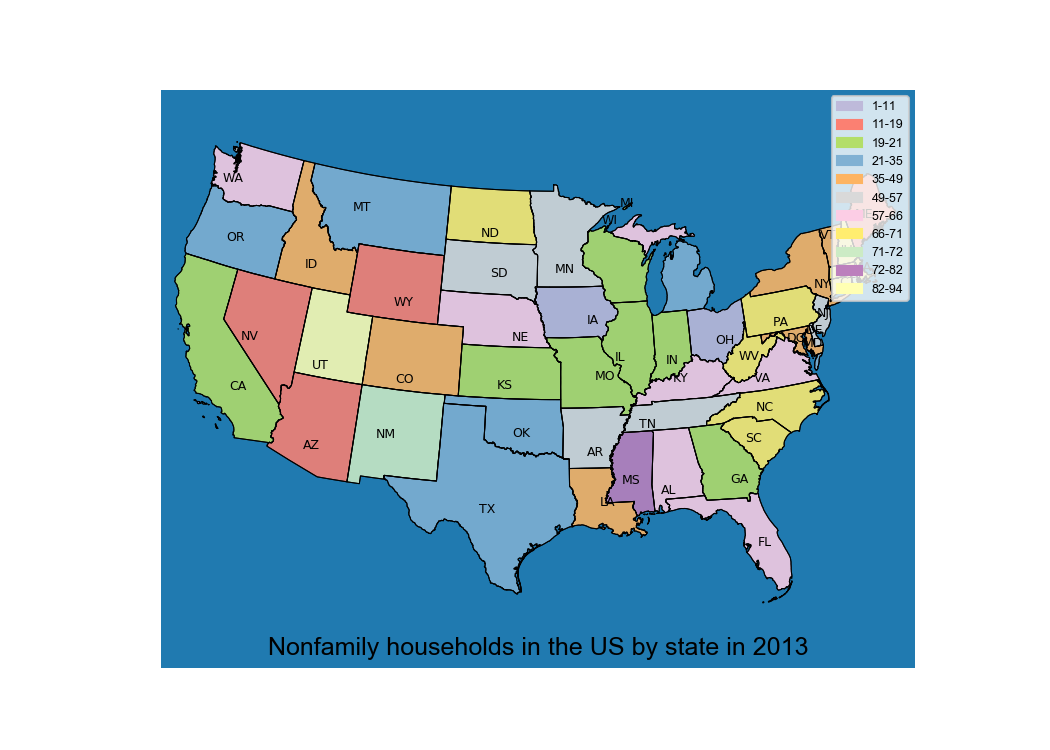 1-11
11-19
19-21
21-35
35-49
49-57
57-66
66-71
71-72
72-82
82-94
WA
MT
OR
ID
ND
SD
MN
WI
MI
ME
VT
NY
WY
NV
UT
CO
NE
IA
PA
NJ
DE
DC
MD
OH
WV
VA
IL
IN
KY
MO
KS
CA
AZ
NM
OK
AR
TN
NC
SC
MS
AL
GA
LA
TX
FL
Nonfamily households in the US by state in 2013